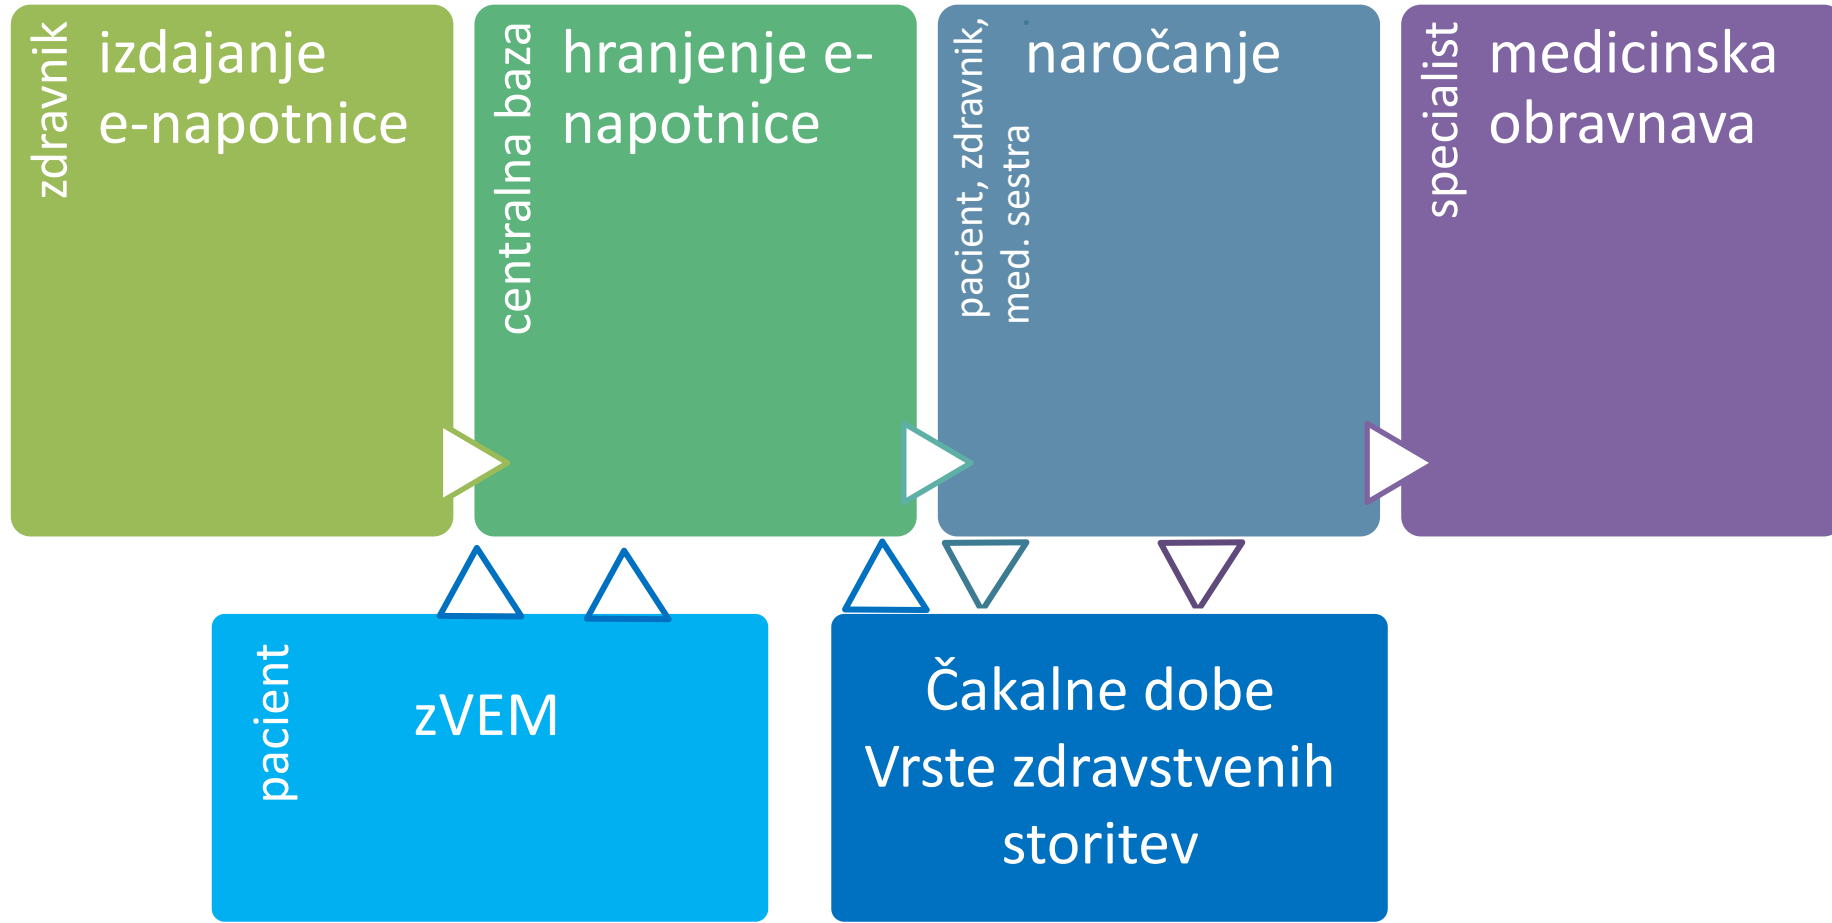 zdravnik
izdajanje
e-napotnice
centralna baza
hranjenje e-
napotnice
pacient, zdravnik,
med. sestra
naročanje
specialist
medicinska
obravnava
pacient
zVEM
Čakalne dobe
Vrste zdravstvenih
storitev